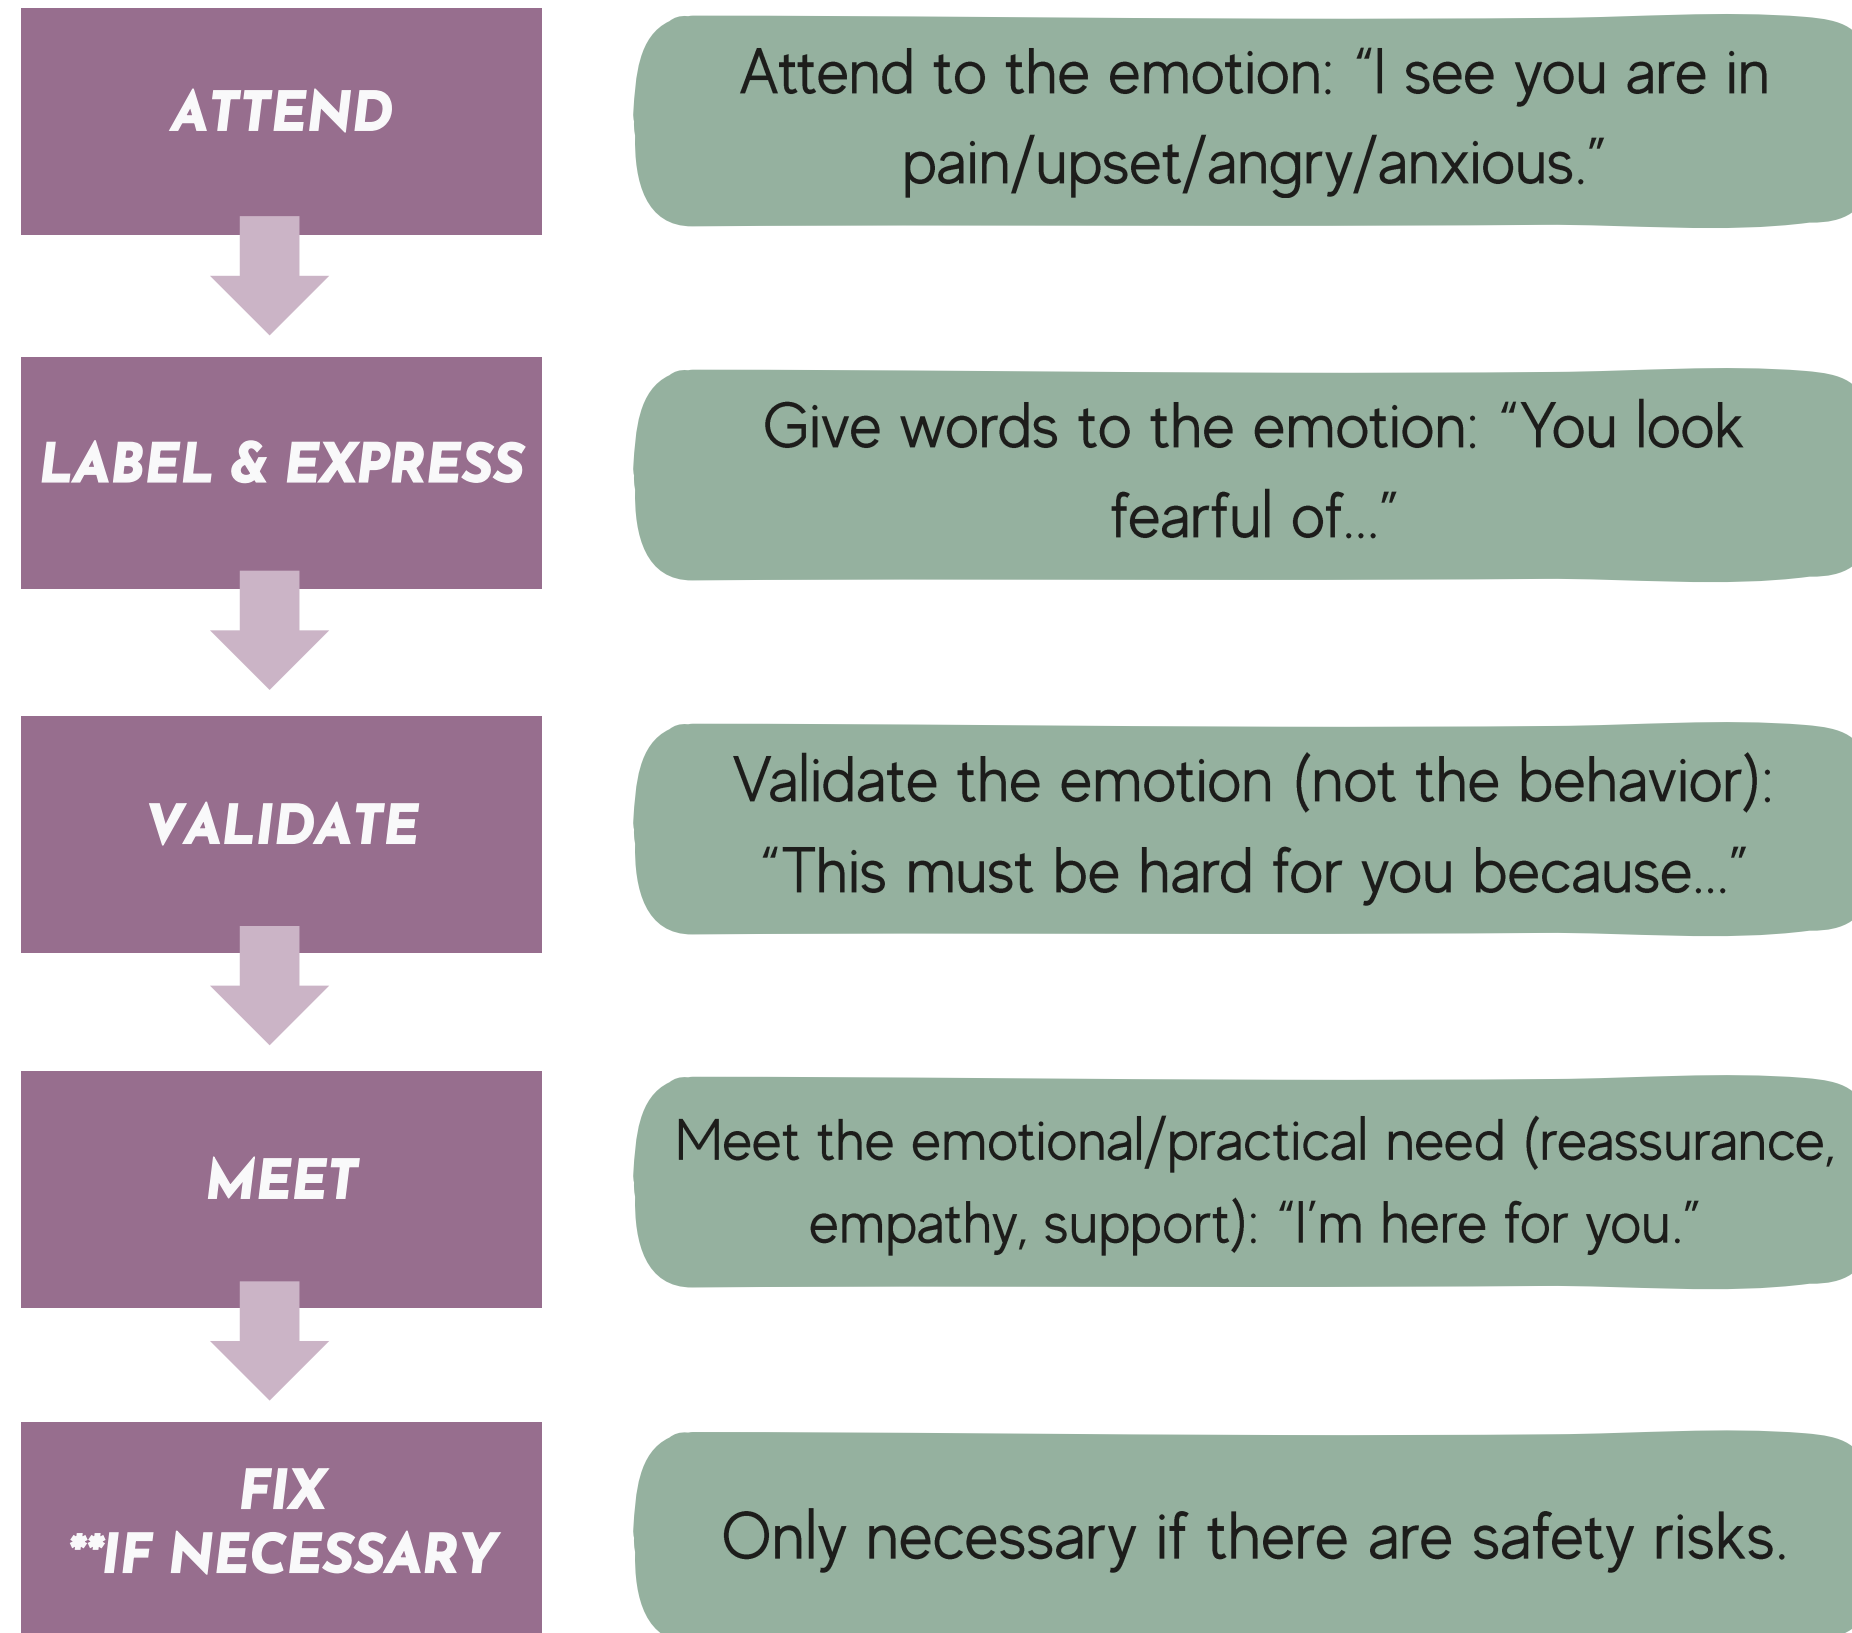 ATTEND
Attend to the emotion: “I see you are in
pain/upset/angry/anxious.”
LABEL & EXPRESS
Give words to the emotion: “You look
fearful of...”
VALIDATE
Validate the emotion (not the behavior):
“This must be hard for you because...”
MEET
Meet the emotional/practical need (reassurance,
empathy, support): “I’m here for you.”
FIX
**IF NECESSARY
Only necessary if there are safety risks.